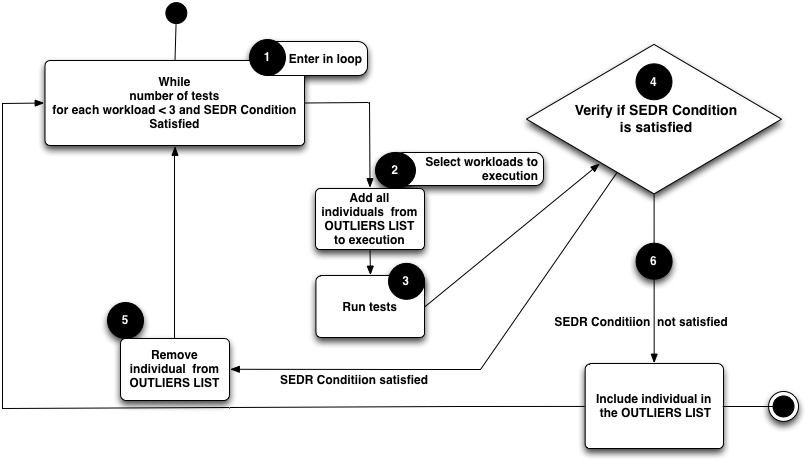 1
Enter in loop
While
number of tests
for each workload < 3 and SEDR Condition
Satisfied
2
Select workloads to
execution
Add all
individuals from
OUTLIERS LIST
to execution
3
Run tests
4
Verify if SEDR Condition
is satisfied
5
Remove
individual from
OUTLIERS LIST
SEDR Conditiion satisfied
6
SEDR Conditiion not satisfied
Include individual in
the OUTLIERS LIST